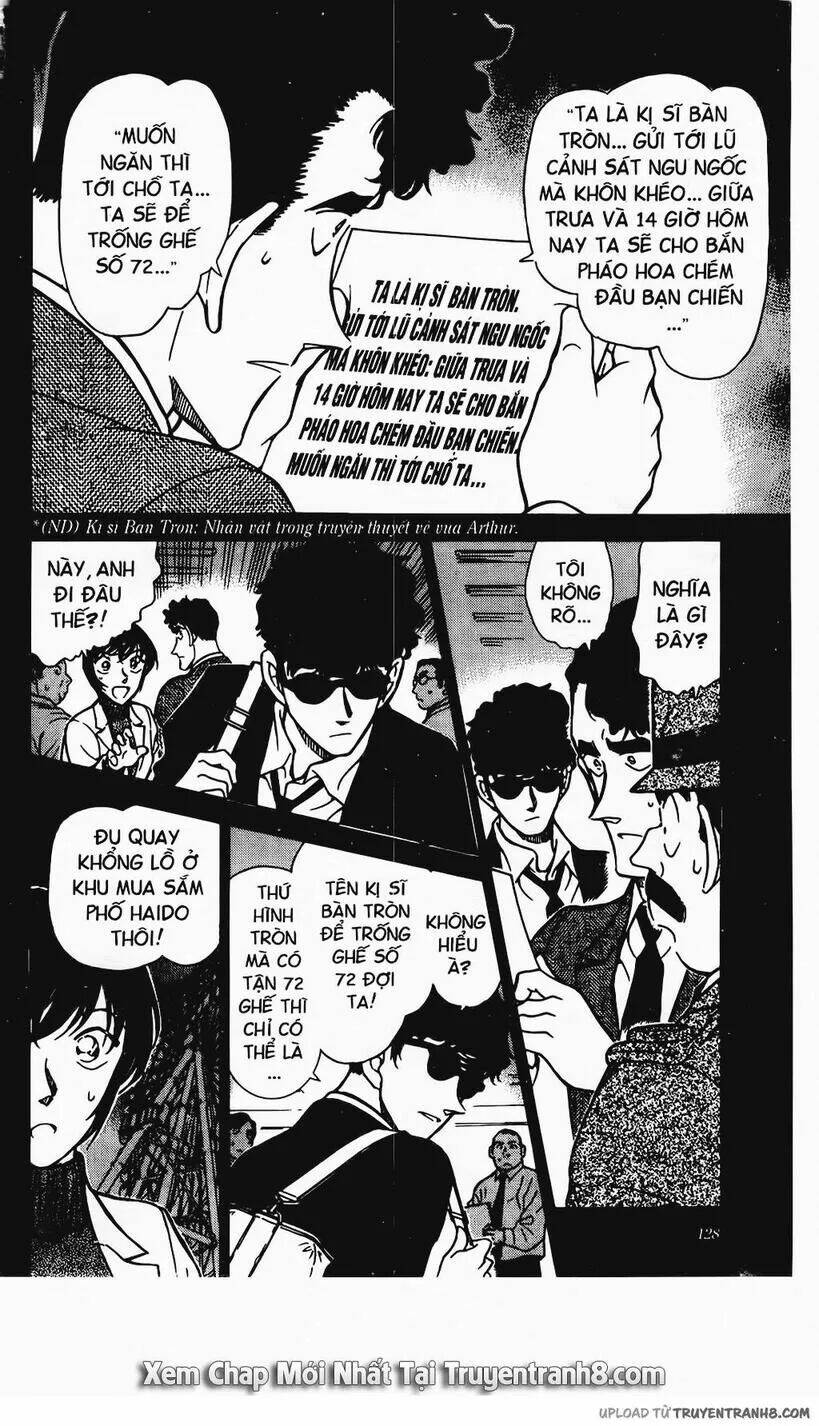 “TA LÀ KỊ SĨ BÀN
TRÒN... GỬI TỚI LŨ
CẢNH SÁT NGU NGỐC
MÀ KHÔN KHÉO... GIỮA
TRƯA VÀ 14 GIỜ HÔM
NAY TA SẼ CHO BẮN
PHÁO HOA CHÉM
ĐẦU BẠN CHIẾN
...”
“MUỐN
NGĂN THÌ
TỚI CHỖ TA...
TA SẼ ĐỂ
TRỐNG GHẾ
SỐ 72...”
TA LÀ KỊ SĨ BÀN TRÒN.
GỬI TỚI LŨ CẢNH SÁT NGU NGỐC
MÀ KHÔN KHÉO: GIỮA TRƯA VÀ
14 GIỜ HÔM NAY TA SẼ CHO BẮN
PHÁO HOA CHÉM ĐẦU BẠN CHIẾN.
MUỐN NGĂN THÌ TỚI CHỖ TA...
*(ND) Kị sĩ Bàn Tròn: Nhân vật trong truyền thuyết về vua Arthur.
NGHĨA
LÀ GÌ
ĐÂY?
TÔI
KHÔNG
RÕ...
NÀY, ANH
ĐI ĐÂU
THẾ?!
KHÔNG
HIỂU
À?
TÊN KỊ SĨ
BÀN TRÒN
ĐỂ TRỐNG
GHẾ SỐ
72 ĐỢI
TA!
THỨ
HÌNH
TRÒN
MÀ CÓ
TẬN 72
GHẾ THÌ
CHỈ CÓ
THỂ LÀ
...
ĐU QUAY
KHỔNG LỒ Ở
KHU MUA SẮM
PHỐ HAIDO
THÔI!
128
Xem Chap Mới Nhất Tại Truyentranh8.com
UPLOAD TỪ TRUYENTRANH8.COM